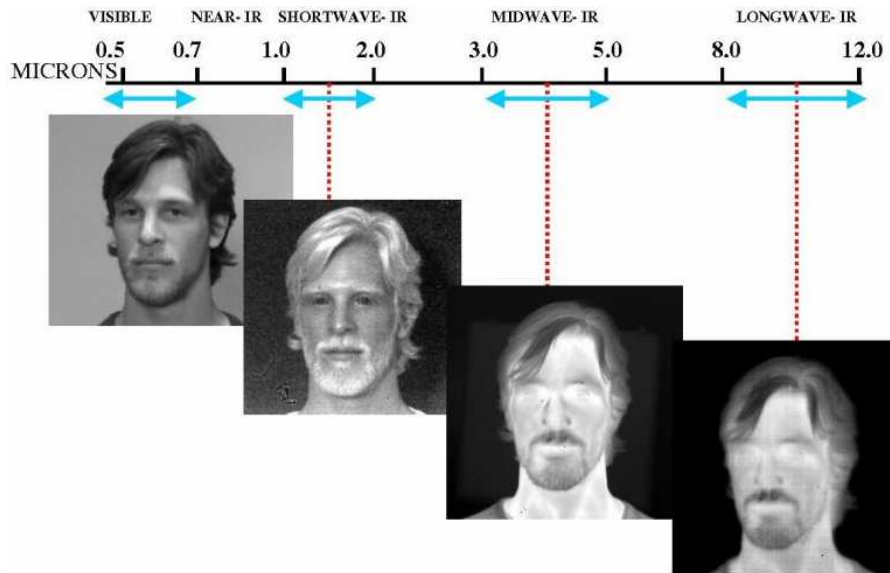 VISIBLE NEAR- IR SHORTWAVE- IR MIDWAVE- IR LONGWAVE- IR
0.5 0.7 1.0 2.0 3.0 5.0 8.0 12.0
MICRONS